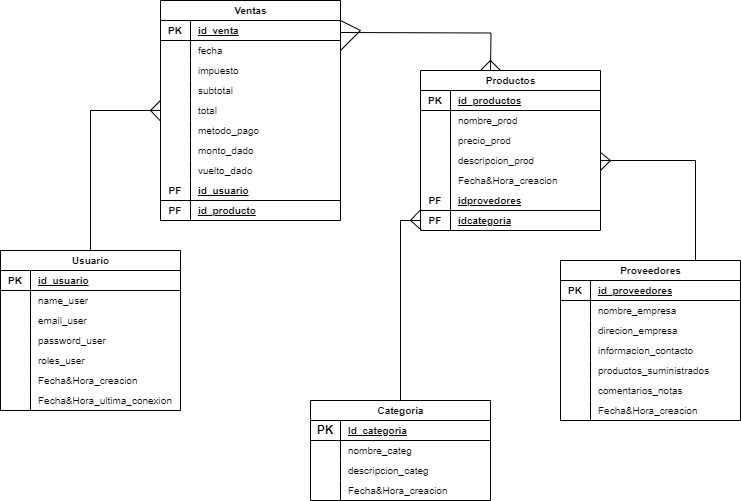 Ventas
PK id_venta
fecha
impuesto
subtotal
total
metodo_pago
monto_dado
vuelto_dado
PF id_usuario
PF id_producto
Productos
PK id_productos
nombre_prod
precio_prod
descripcion_prod
Fecha&Hora_creacion
PF idprovedores
PF idcategoria
Usuario
PK id_usuario
name_user
email_user
password_user
roles_user
Fecha&Hora_creacion
Fecha&Hora_ultima_conexion
Proveedores
PK id_proveedores
nombre_empresa
direcion_empresa
informacion_contacto
productos_suministrados
comentarios_notas
Fecha&Hora_creacion
Categoria
PK Id_categoria
nombre_categ
descripcion_categ
Fecha&Hora_creacion